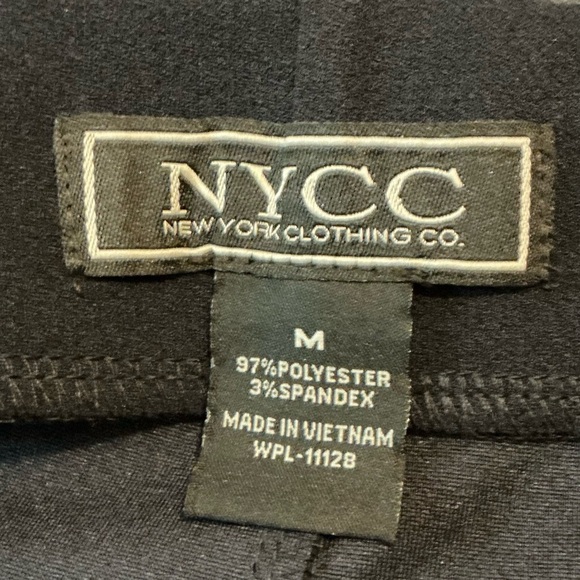 NYCC
NEW YORK CLOTHING CO.
M
97%POLYESTER
3%SPANDEX
MADE IN VIETNAM
WPL-11128